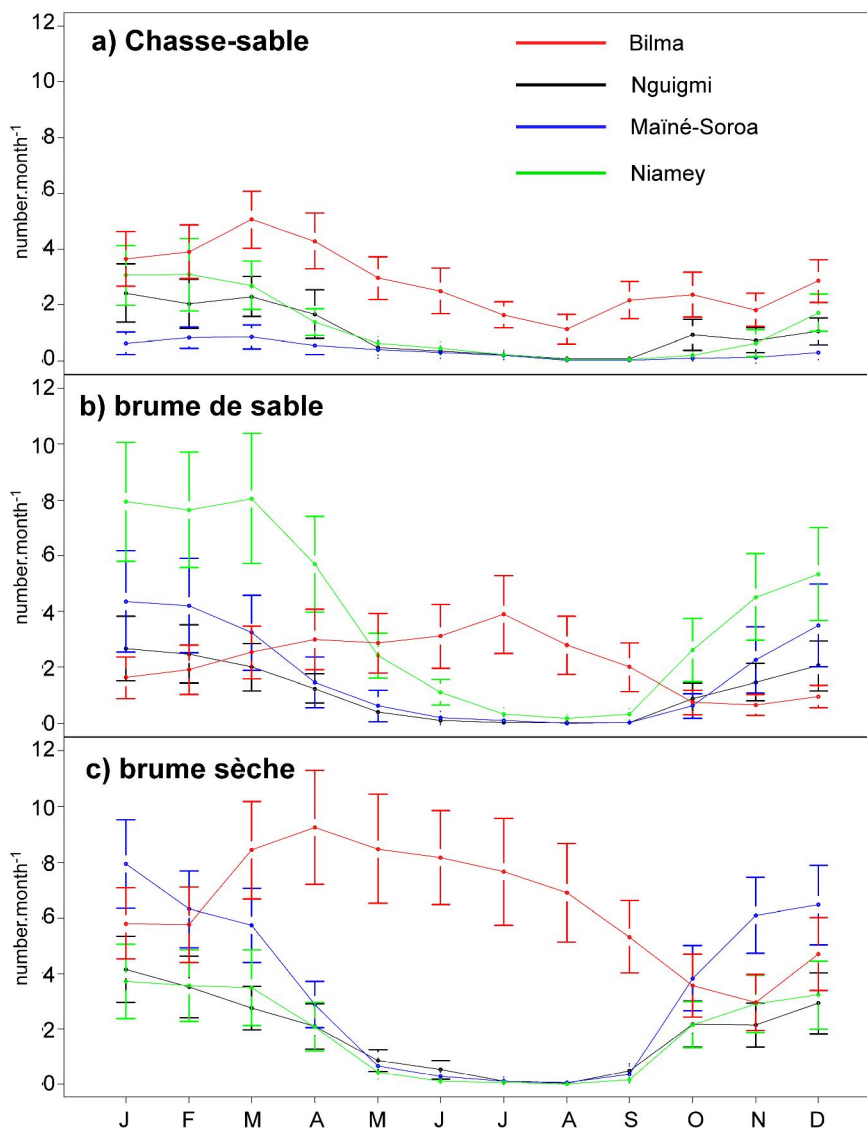 a) Chasse-sable
Bilma
Nguigmi
Maïné-Soroa
Niamey
number.month⁻¹
12
10
8
6
4
2
0
b) brume de sable
number.month⁻¹
12
10
8
6
4
2
0
c) brume sèche
number.month⁻¹
12
10
8
6
4
2
0
J F M A M J J A S O N D